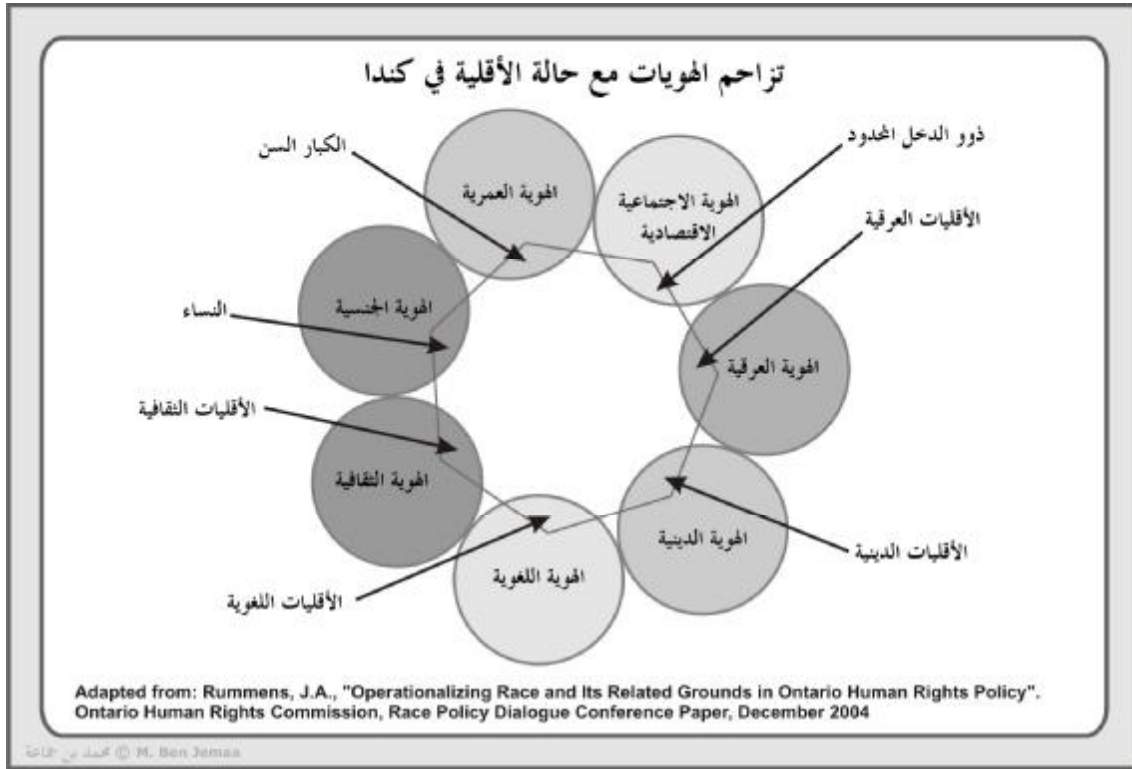 تزاحم الهويات مع حالة الأقلية في كندا
ذوو الدخل المحدود
الكبار السن
الهوية العمرية
الهوية الاجتماعية
الاقتصادية
الأقليات العرقية
الهوية الجنسية
النساء
الهوية العرقية
الأقليات الثقافية
الهوية الثقافية
الهوية الدينية
الأقليات الدينية
الهوية اللغوية
الأقليات اللغوية
Adapted from: Rummens, J.A., "Operationalizing Race and Its Related Grounds in Ontario Human Rights Policy".
Ontario Human Rights Commission, Race Policy Dialogue Conference Paper, December 2004
محمد بن جماعة © M. Ben Jemaa